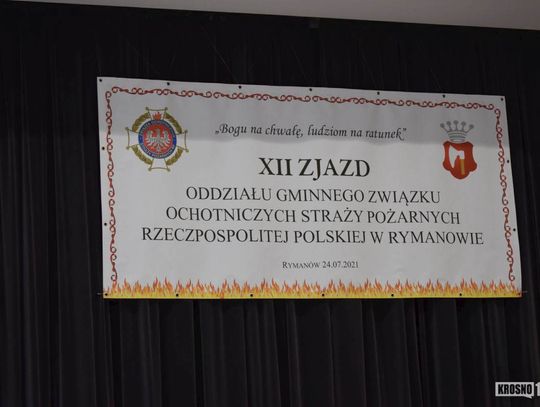 „Bogu na chwałę, ludziom na ratunek”
XII ZJAZD
ODDZIAŁU GMINNEGO ZWIĄZKU
OCHOTNICZYCH STRAŻY POŻARNYCH
RZECZPOSPOLITEJ POLSKIEJ W RYMANOWIE
RYMANÓW 24.07.2021
KROSNO